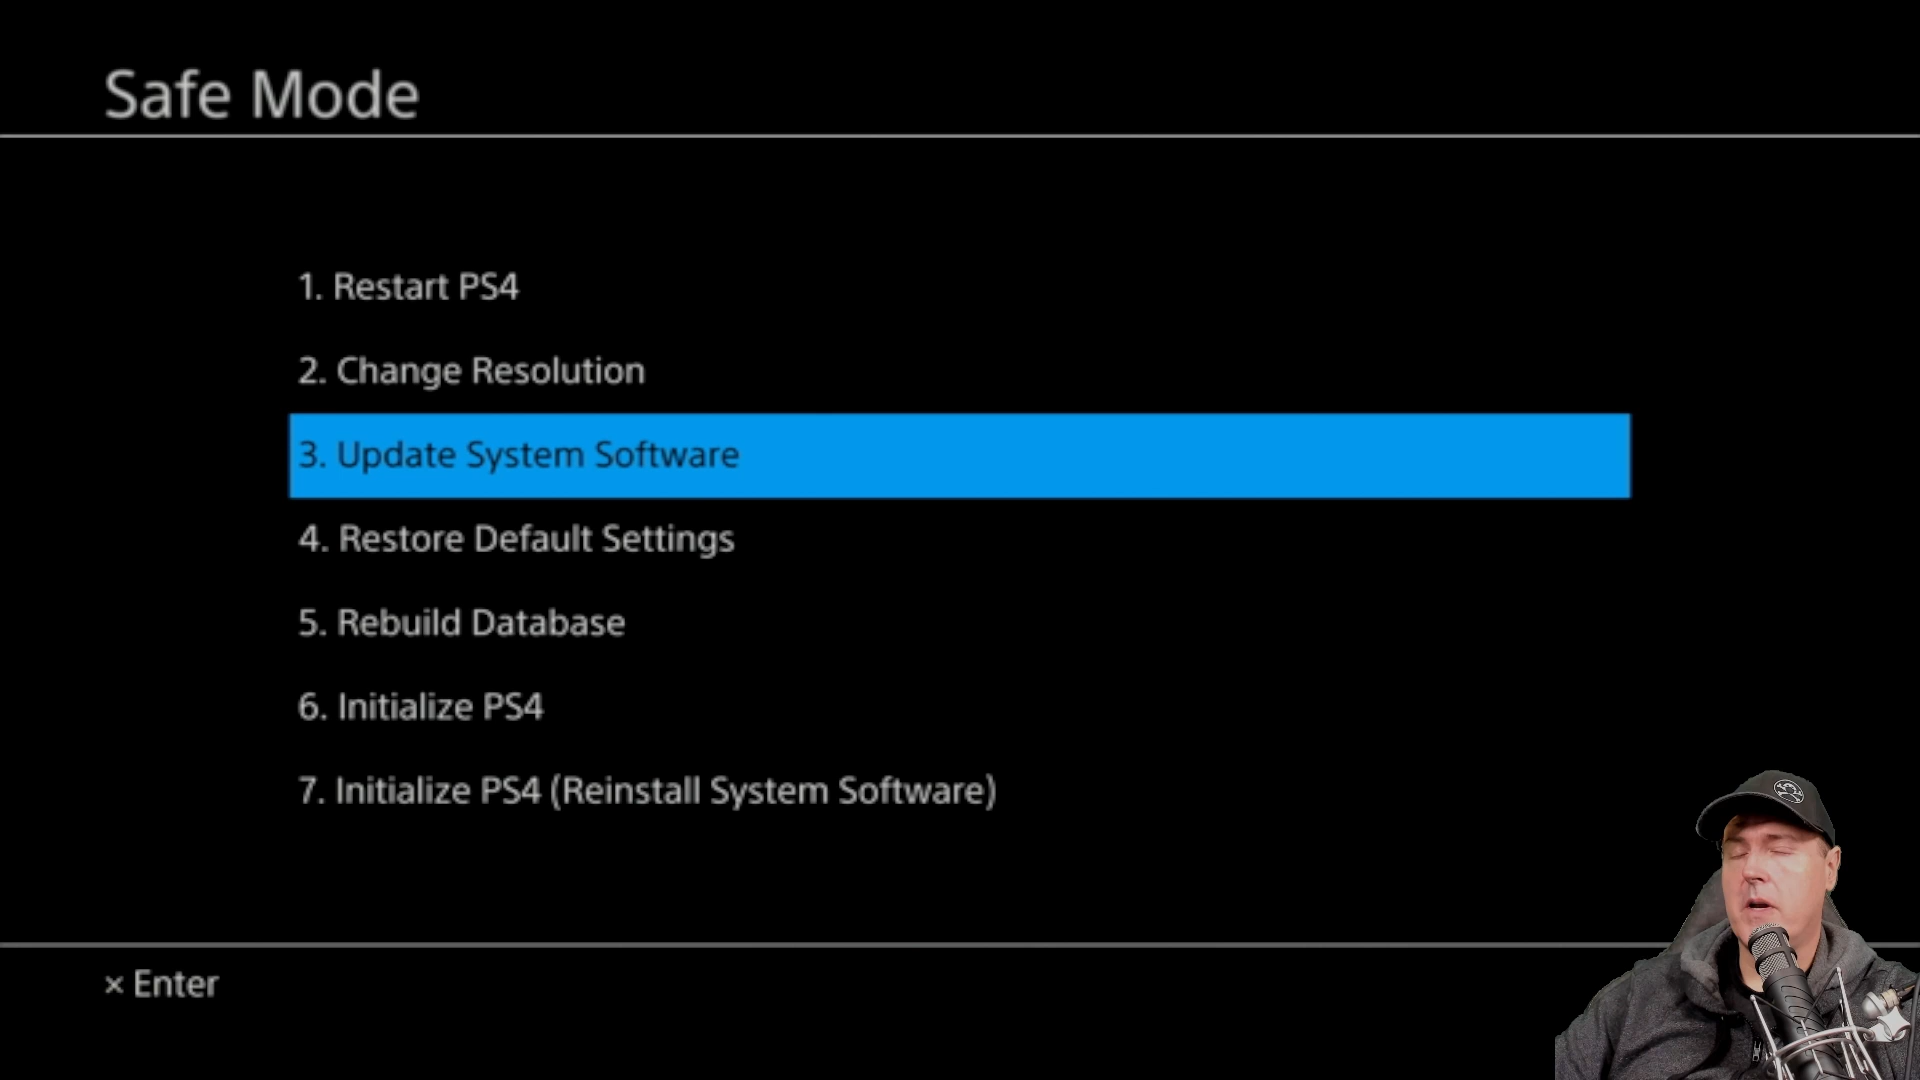 Safe Mode
1. Restart PS4
2. Change Resolution
3. Update System Software
4. Restore Default Settings
5. Rebuild Database
6. Initialize PS4
7. Initialize PS4 (Reinstall System Software)
× Enter